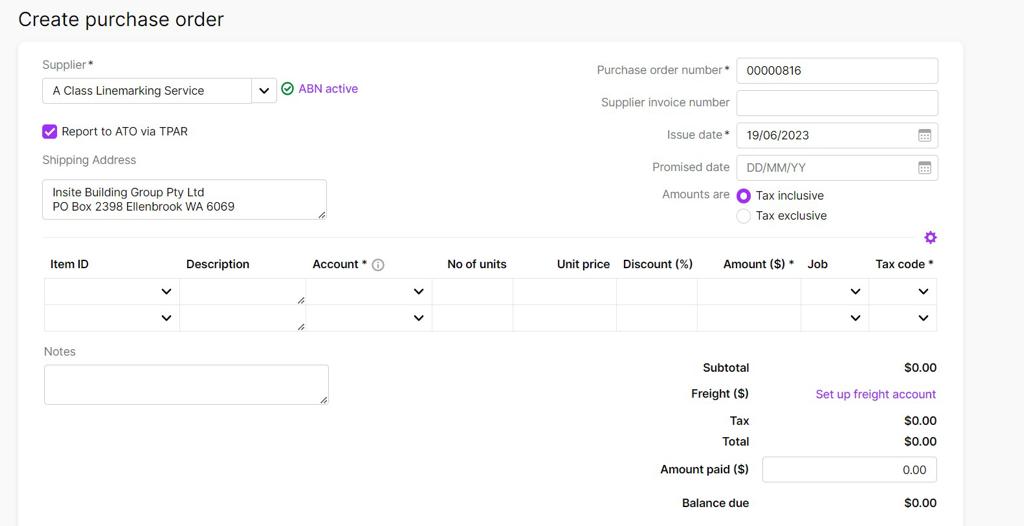 Create purchase order
Supplier*
A Class Linemarking Service
ABN active
Report to ATO via TPAR
Shipping Address
Insite Building Group Pty Ltd
PO Box 2398 Ellenbrook WA 6069
Purchase order number* 00000816
Supplier invoice number
Issue date* 19/06/2023
Promised date DD/MM/YY
Amounts are Tax inclusive
Tax exclusive
Item ID Description Account * No of units Unit price Discount (%) Amount ($) * Job Tax code *
Notes
Subtotal $0.00
Freight ($) Set up freight account
Tax $0.00
Total $0.00
Amount paid ($) 0.00
Balance due $0.00